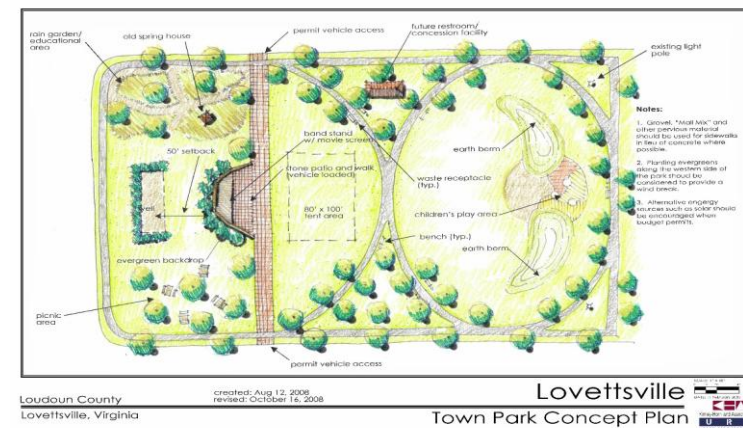 rain garden/
educational
area
old spring house
permit vehicle access
future restroom/
concession facility
existing light
pole
Notes:
1. Gravel, "Mall Mix" and
other pervious material
should be used for sidewalks
in lieu of concrete where
possible.
2. Planting evergreens
along the western side of
the park should be
considered to provide a
wind break.
3. Alternative engergy
sources such as solar should
be encouraged when
budget permits.
band stand
w/ movie screen
earth berm
50' setback
stone patio and walk
(vehicle loaded)
waste receptacle
(typ.)
well
80' x 100'
tent area
children's play area
bench (typ.)
evergreen backdrop
earth berm
picnic
area
permit vehicle access
Loudoun County
Lovettsville, Virginia
created: Aug 12, 2008
revised: October 16, 2008
Lovettsville
Town Park Concept Plan
U R